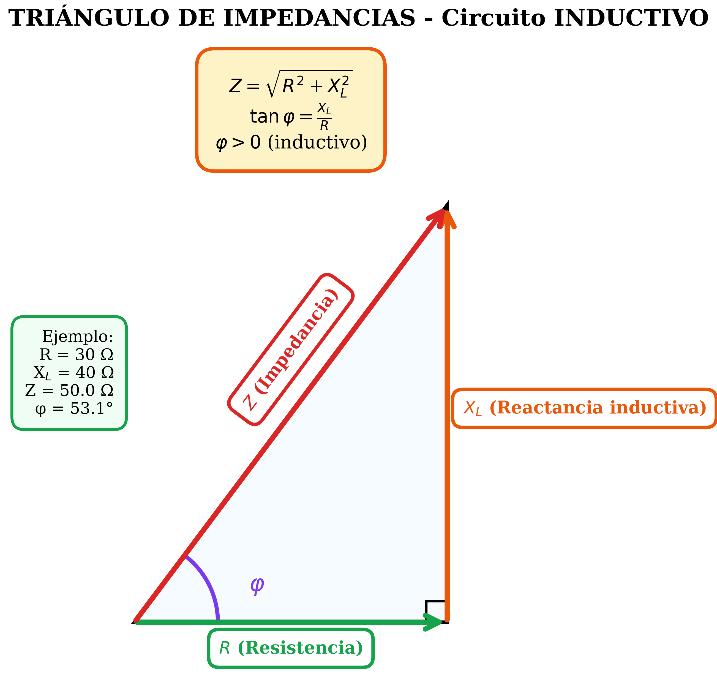 TRIÁNGULO DE IMPEDANCIAS - Circuito INDUCTIVO
Z = √(R² + X_L²)
tan φ = X_L/R
φ > 0 (inductivo)
Z (Impedancia)
Ejemplo:
R = 30 Ω
X_L = 40 Ω
Z = 50.0 Ω
φ = 53.1°
X_L (Reactancia inductiva)
φ
R (Resistencia)